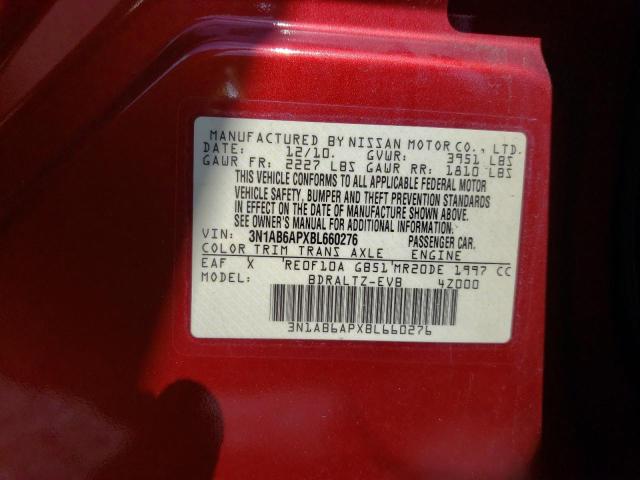 MANUFACTURED BY NISSAN MOTOR CO., LTD.
DATE: 12/10. GVWR: 3951 LBS
GAWR FR: 2227 LBS GAWR RR: 1810 LBS
THIS VEHICLE CONFORMS TO ALL APPLICABLE FEDERAL MOTOR
VEHICLE SAFETY, BUMPER AND THEFT PREVENTION STANDARDS
IN EFFECT ON THE DATE OF MANUFACTURE SHOWN ABOVE.
SEE OWNER'S MANUAL FOR ADDITIONAL INFORMATION.
VIN: 3N1AB6APXBL660276 PASSENGER CAR.
COLOR TRIM TRANS AXLE ENGINE
EAF X 'RE0F10A GB51'MR20DE 1997 CC
MODEL: BDRALTZ-EVB 4Z000
3N1AB6APXBL660276